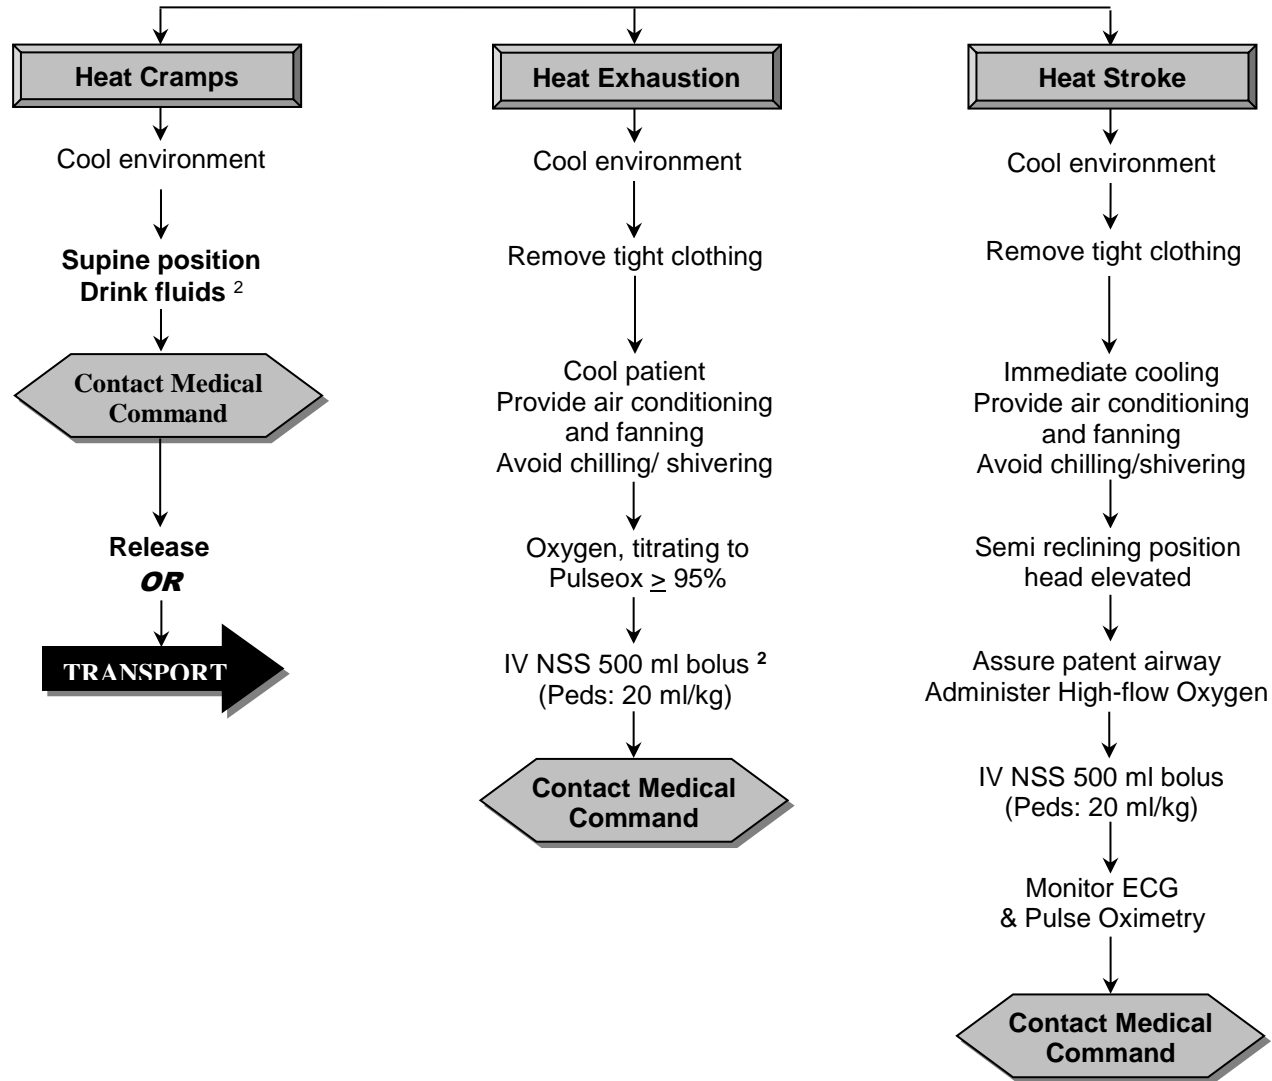 Heat Cramps
Cool environment
Supine position
Drink fluids 2
Contact Medical
Command
Release
OR
TRANSPORT
Heat Exhaustion
Cool environment
Remove tight clothing
Cool patient
Provide air conditioning
and fanning
Avoid chilling/ shivering
Oxygen, titrating to
Pulseox ≥ 95%
IV NSS 500 ml bolus 2
(Peds: 20 ml/kg)
Contact Medical
Command
Heat Stroke
Cool environment
Remove tight clothing
Immediate cooling
Provide air conditioning
and fanning
Avoid chilling/shivering
Semi reclining position
head elevated
Assure patent airway
Administer High-flow Oxygen
IV NSS 500 ml bolus
(Peds: 20 ml/kg)
Monitor ECG
& Pulse Oximetry
Contact Medical
Command